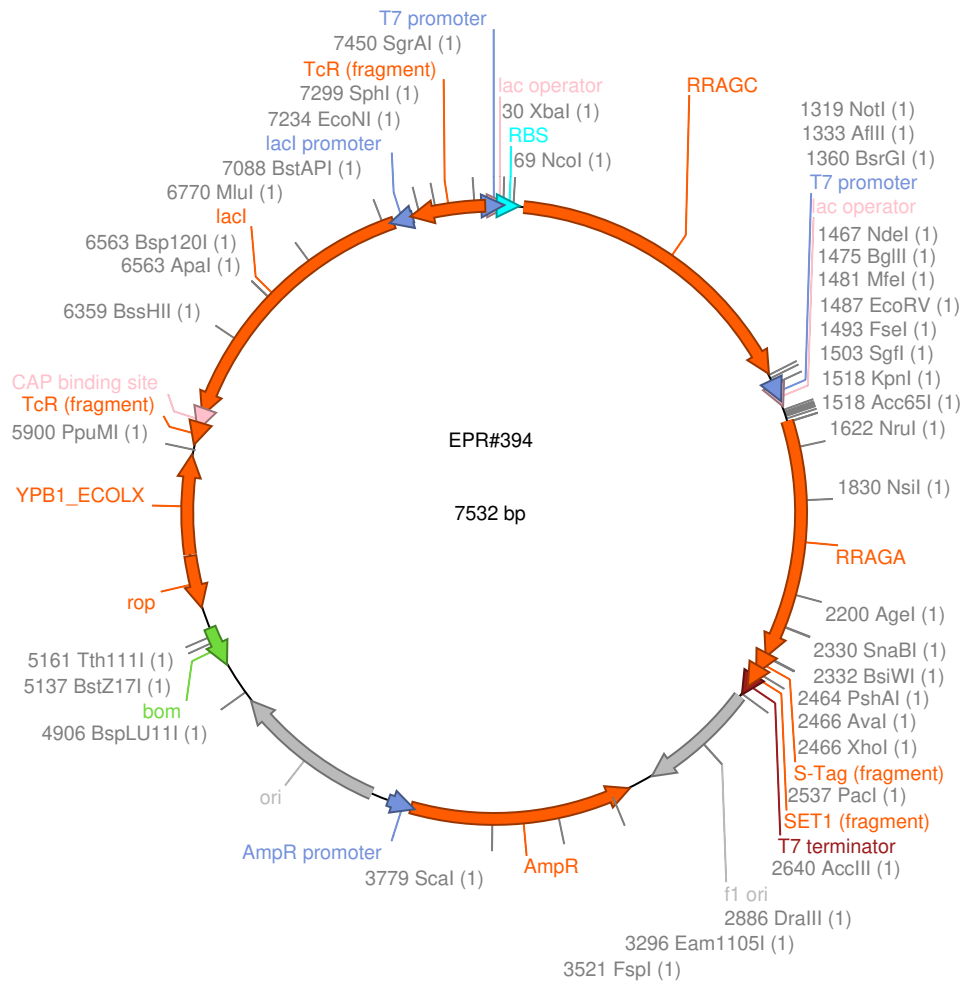 T7 promoter
7450 SgrAI (1)
TcR (fragment)
7299 SphI (1)
7234 EcoNI (1)
lacI promoter
7088 BstAPI (1)
6770 MluI (1)
lacI
6563 Bsp120I (1)
6563 ApaI (1)
6359 BssHII (1)
CAP binding site
TcR (fragment)
5900 PpuMI (1)
YPB1_ECOLX
rop
5161 Tth111I (1)
5137 BstZ17I (1)
bom
4906 BspLU11I (1)
ori
AmpR promoter
3779 ScaI (1)
lac operator
30 XbaI (1)
RBS
69 NcoI (1)
RRAGC
1319 NotI (1)
1333 AflII (1)
1360 BsrGI (1)
T7 promoter
lac operator
1467 NdeI (1)
1475 BglII (1)
1481 MfeI (1)
1487 EcoRV (1)
1493 FseI (1)
1503 SgfI (1)
1518 KpnI (1)
1518 Acc65I (1)
1622 NruI (1)
1830 NsiI (1)
RRAGA
2200 AgeI (1)
2330 SnaBI (1)
2332 BsiWI (1)
2464 PshAI (1)
2466 AvaI (1)
2466 XhoI (1)
S-Tag (fragment)
2537 PacI (1)
SET1 (fragment)
T7 terminator
2640 AccIII (1)
f1 ori
2886 DraIII (1)
3296 Eam1105I (1)
3521 FspI (1)
AmpR
EPR#394
7532 bp